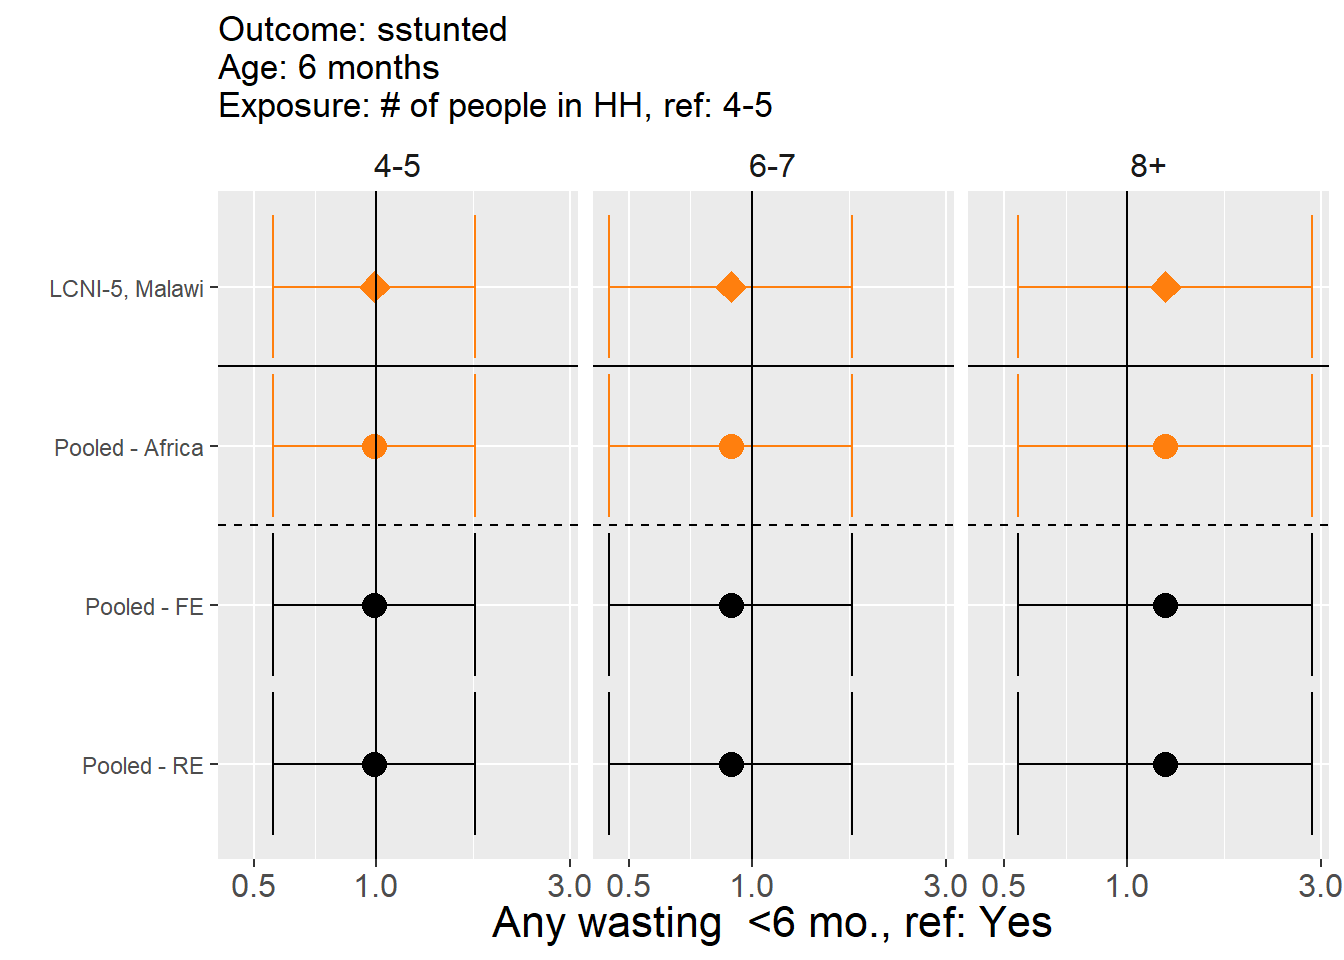 Outcome: sstunted
Age: 6 months
Exposure: # of people in HH, ref: 4-5
4-5 6-7 8+
LCNI-5, Malawi
Pooled - Africa
Pooled - FE
Pooled - RE
0.5 1.0 3.0 0.5 1.0 3.0 0.5 1.0 3.0
Any wasting  <6 mo., ref: Yes